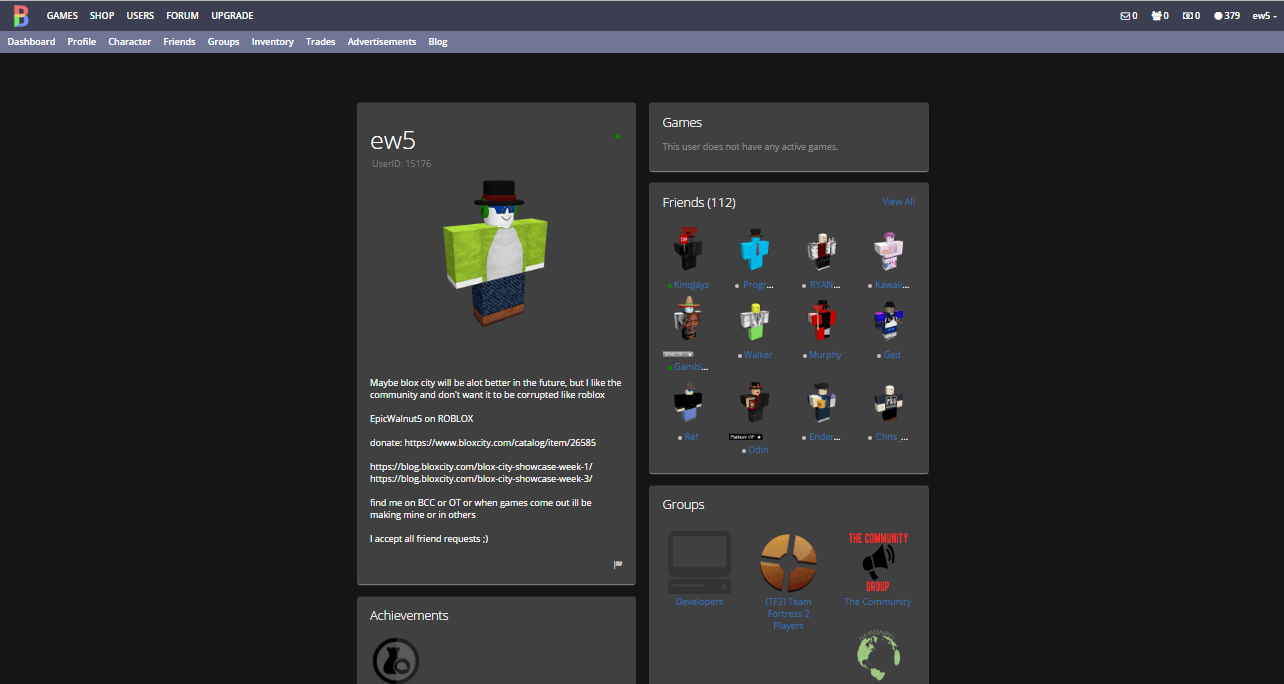 B GAMES SHOP USERS FORUM UPGRADE 0 0 0 379 ew5
Dashboard Profile Character Friends Groups Inventory Trades Advertisements Blog
ew5
UserID: 15176
Maybe blox city will be alot better in the future, but I like the
community and don't want it to be corrupted like roblox
EpicWalnut5 on ROBLOX
donate: https://www.bloxcity.com/catalog/item/26585
https://blog.bloxcity.com/blox-city-showcase-week-1/
https://blog.bloxcity.com/blox-city-showcase-week-3/
find me on BCC or OT or when games come out ill be
making mine or in others
I accept all friend requests ;)
Achievements
Games
This user does not have any active games.
Friends (112) View All
KinqJayz Progr... RYAN... Kawaii...
Walker Murphy Ged
Gambi...
Ref Ender... Chris_...
Platinum VIP
Odin
Groups
THE COMMUNITY
GROUP
Developers (TF2) Team The Community
Fortress 2
Players